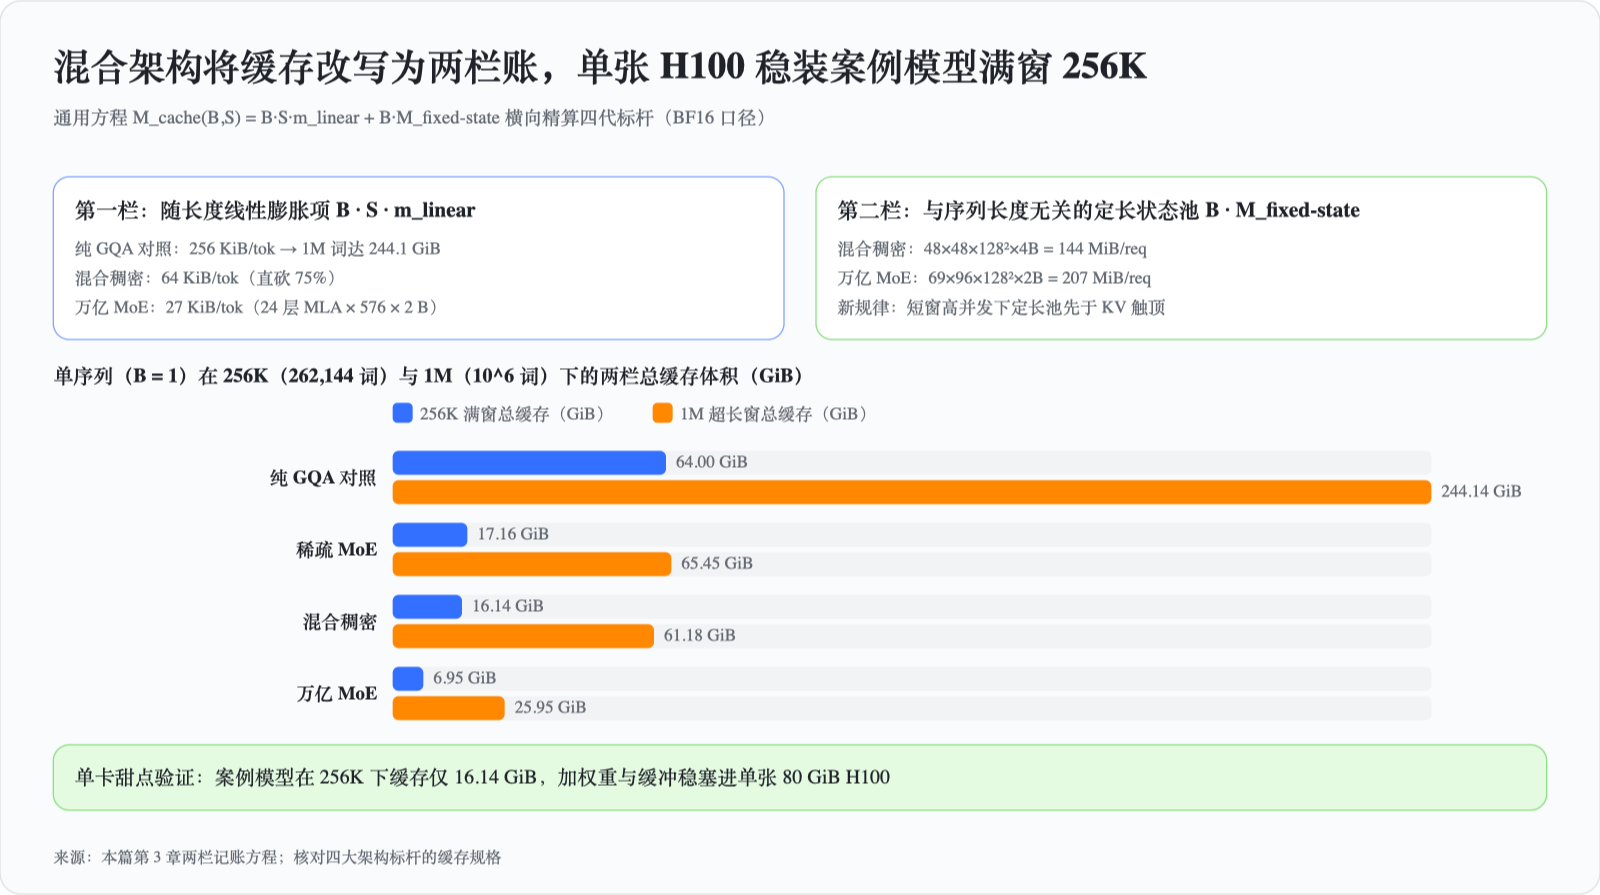 混合架构将缓存改写为两栏账，单张 H100 稳装案例模型满窗 256K
通用方程 M_cache(B,S) = B·S·m_linear + B·M_fixed-state 横向精算四代标杆（BF16 口径）
第一栏：随长度线性膨胀项 B · S · m_linear
纯 GQA 对照：256 KiB/tok → 1M 词达 244.1 GiB
混合稠密：64 KiB/tok（直砍 75%）
万亿 MoE：27 KiB/tok（24 层 MLA × 576 × 2 B）
第二栏：与序列长度无关的定长状态池 B · M_fixed-state
混合稠密：48×48×128²×4B = 144 MiB/req
万亿 MoE：69×96×128²×2B = 207 MiB/req
新规律：短窗高并发下定长池先于 KV 触顶
单序列（B = 1）在 256K（262,144 词）与 1M（10^6 词）下的两栏总缓存体积（GiB）
256K 满窗总缓存（GiB）
1M 超长窗总缓存（GiB）
纯 GQA 对照
64.00 GiB
244.14 GiB
稀疏 MoE
17.16 GiB
65.45 GiB
混合稠密
16.14 GiB
61.18 GiB
万亿 MoE
6.95 GiB
25.95 GiB
单卡甜点验证：案例模型在 256K 下缓存仅 16.14 GiB，加权重与缓冲稳塞进单张 80 GiB H100
来源：本篇第 3 章两栏记账方程；核对四大架构标杆的缓存规格